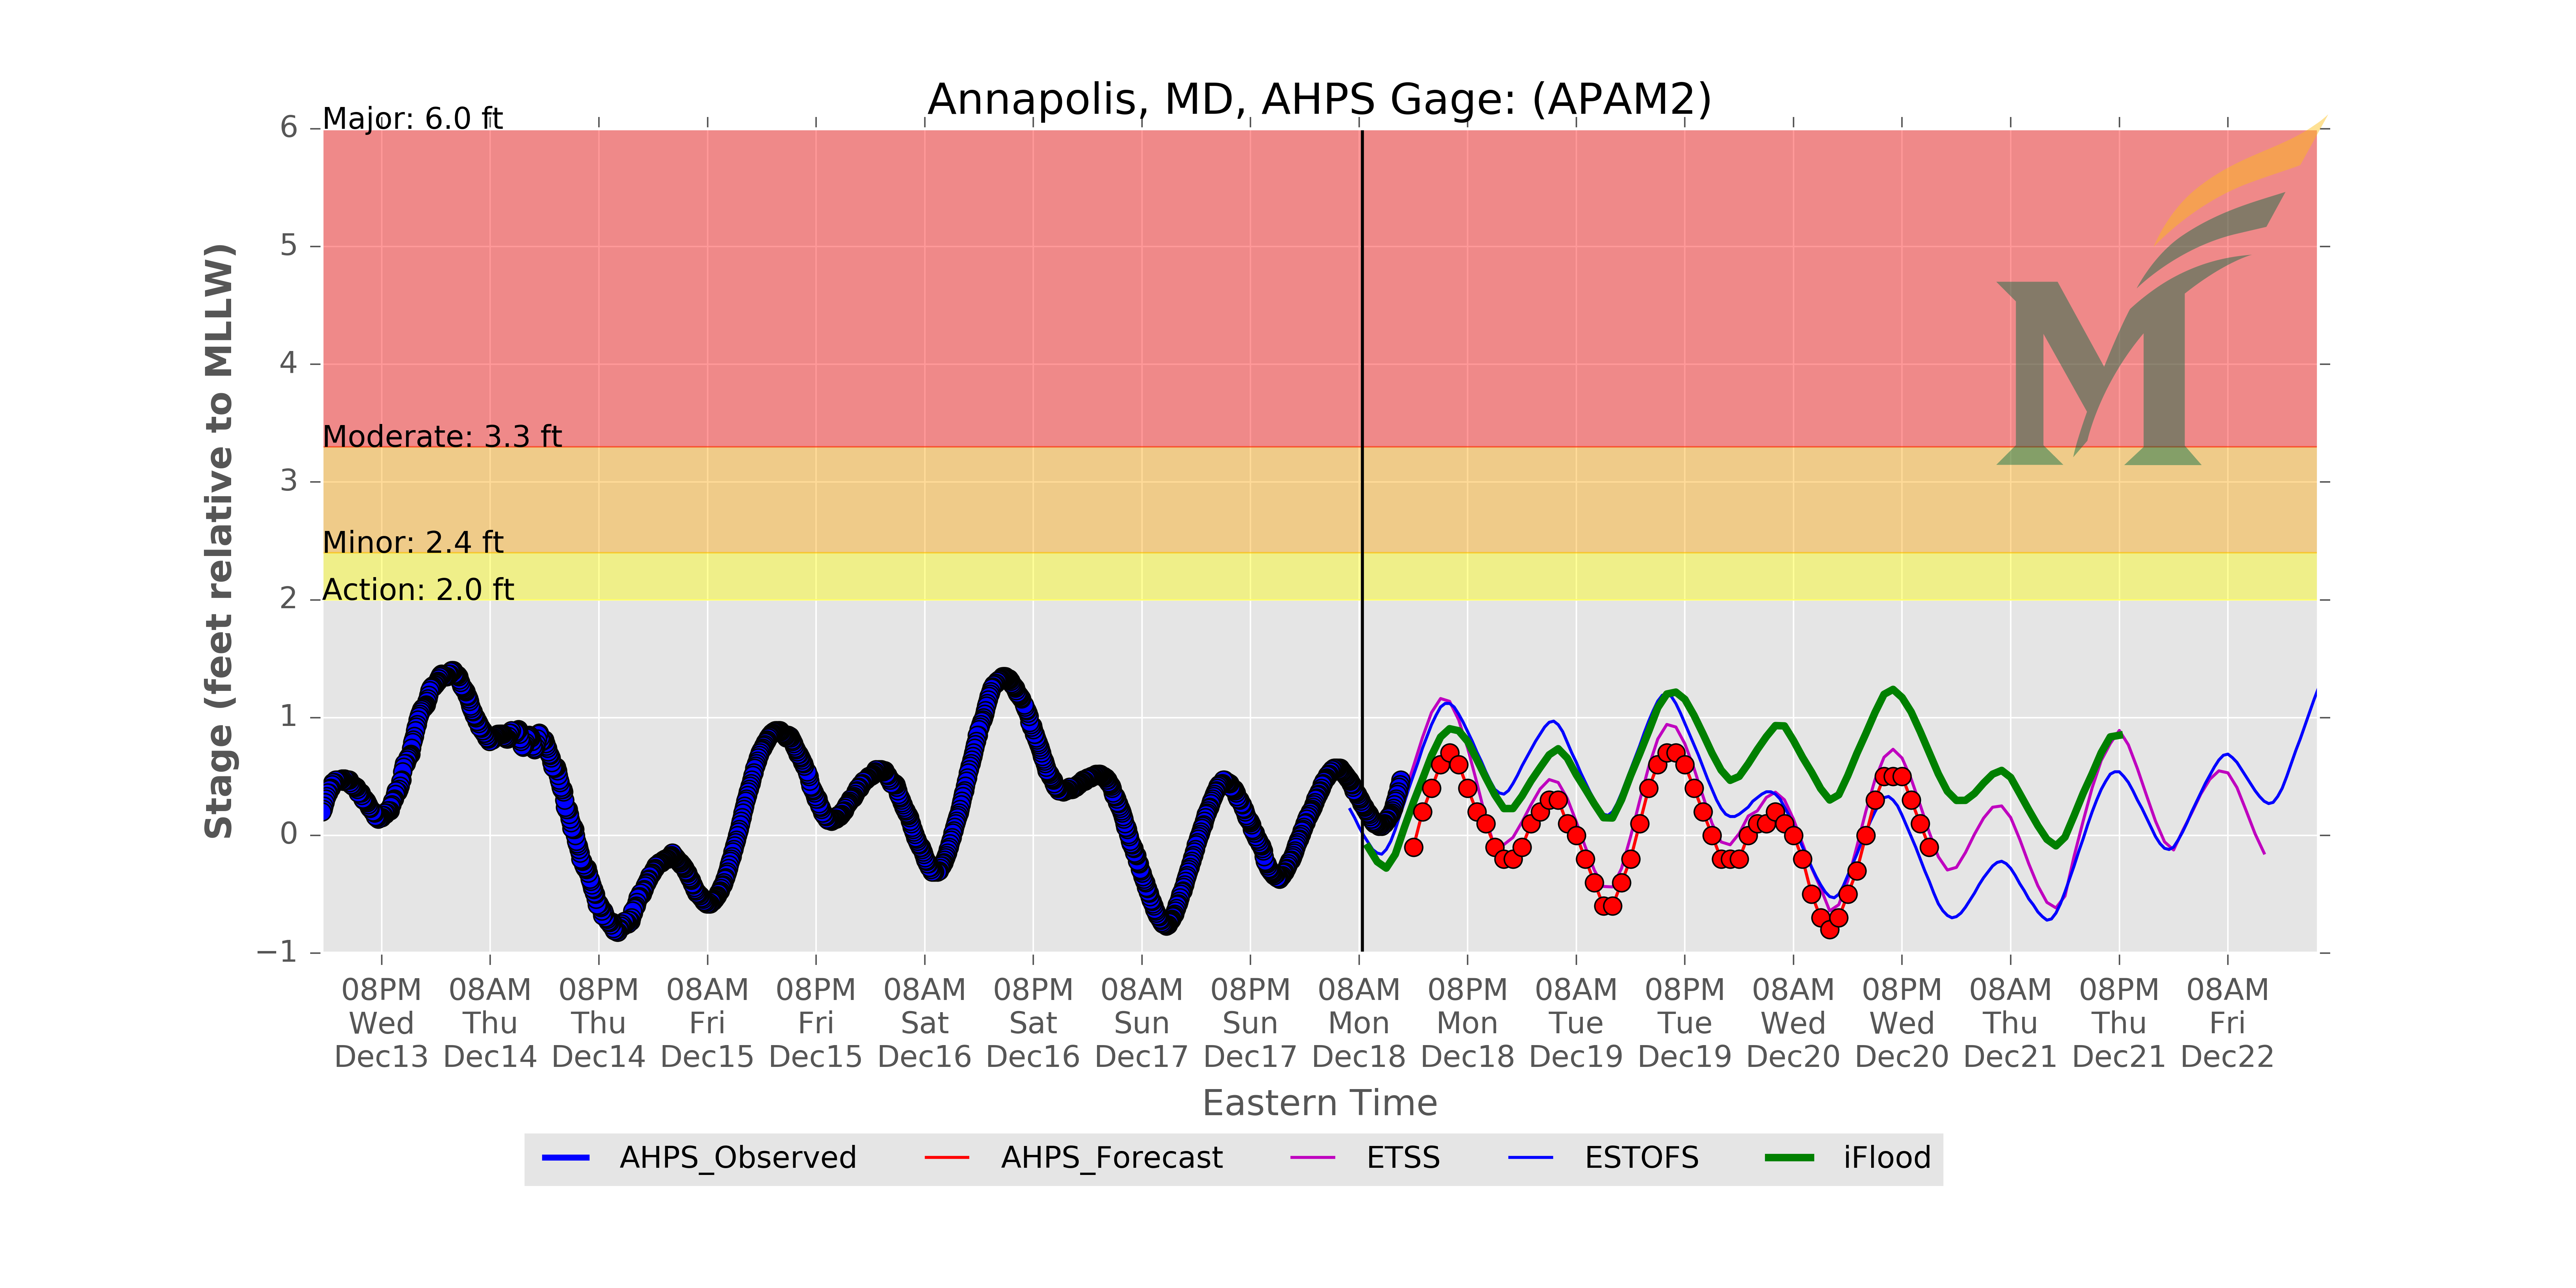 Annapolis, MD, AHPS Gage: (APAM2)
Major: 6.0 ft
Moderate: 3.3 ft
Minor: 2.4 ft
Action: 2.0 ft
Stage (feet relative to MLLW)
6
5
4
3
2
1
0
−1
08PM 08AM 08PM 08AM 08PM 08AM 08PM 08AM 08PM 08AM 08PM 08AM 08PM 08AM 08PM 08AM 08PM 08AM
Wed Thu Thu Fri Fri Sat Sat Sun Sun Mon Mon Tue Tue Wed Wed Thu Thu Fri
Dec13 Dec14 Dec14 Dec15 Dec15 Dec16 Dec16 Dec17 Dec17 Dec18 Dec18 Dec19 Dec19 Dec20 Dec20 Dec21 Dec21 Dec22
Eastern Time
AHPS_Observed AHPS_Forecast ETSS ESTOFS iFlood